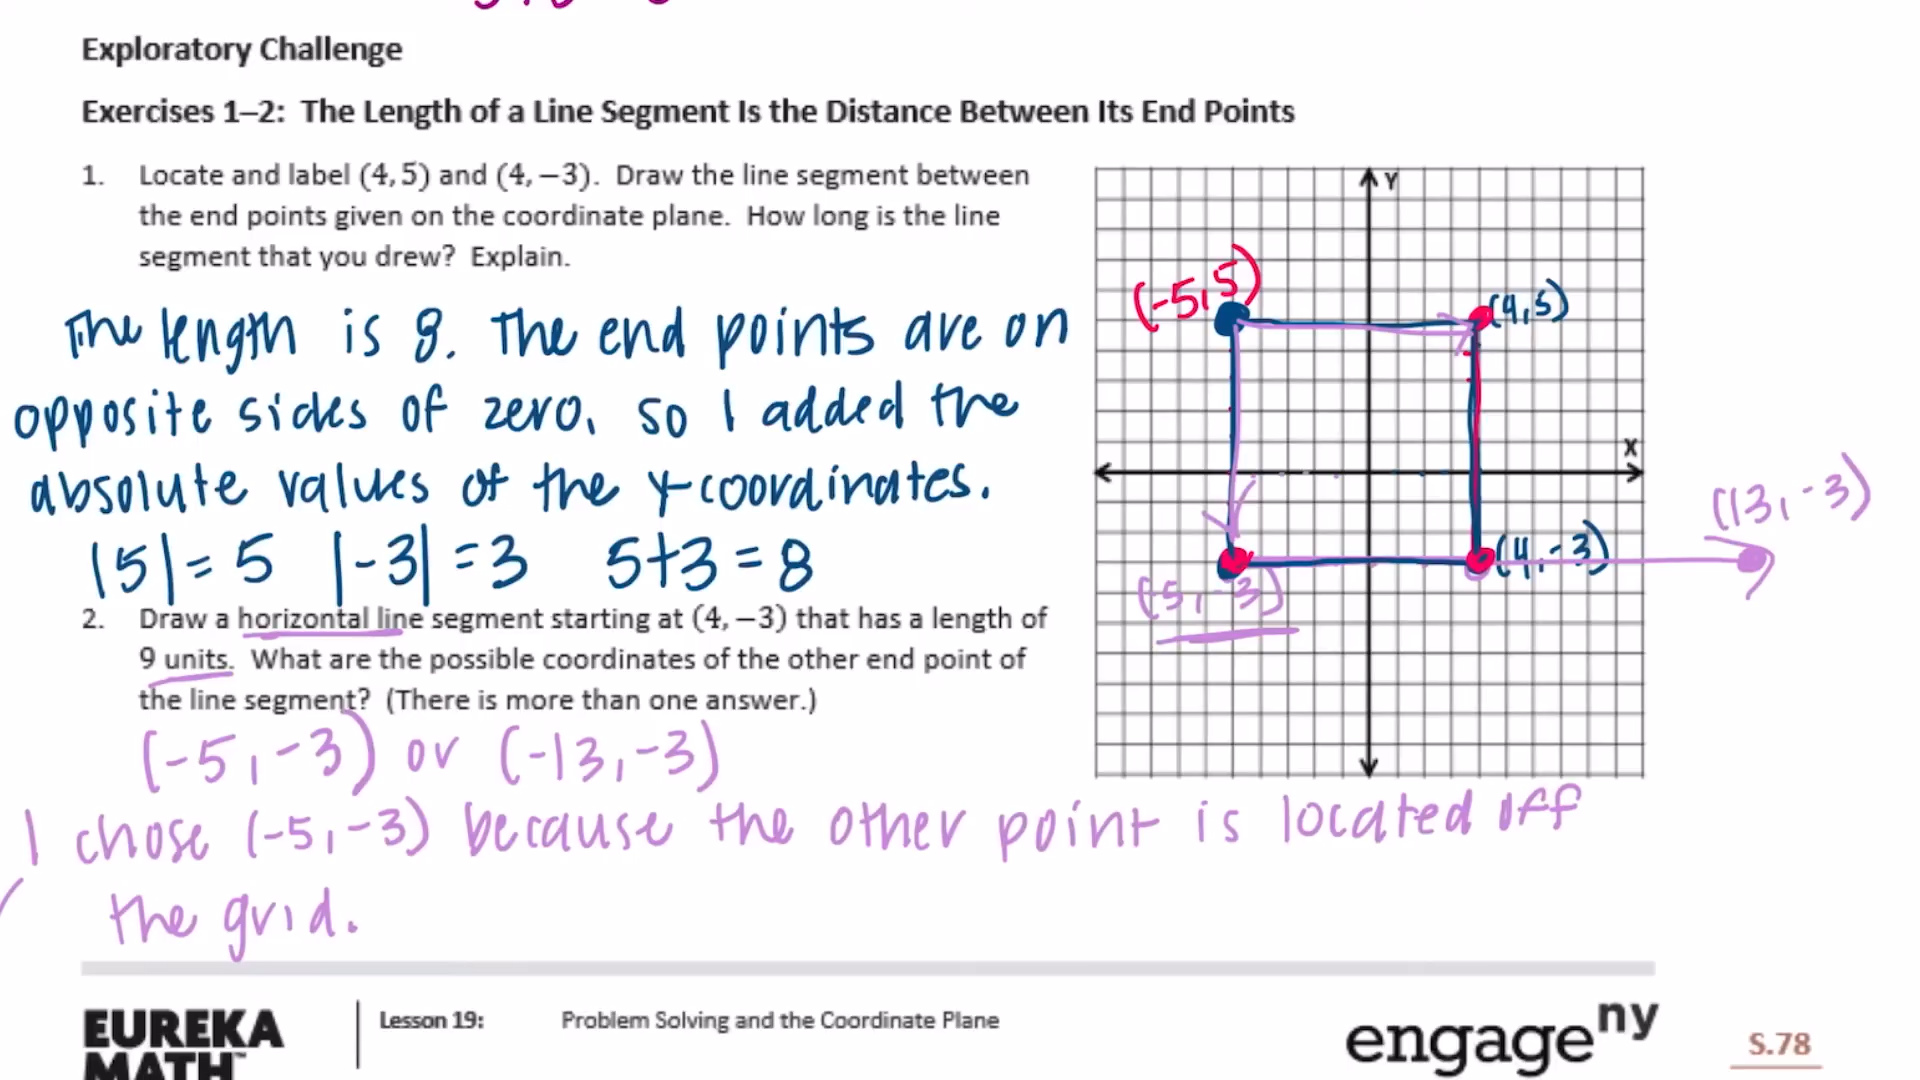 Exploratory Challenge
Exercises 1–2: The Length of a Line Segment Is the Distance Between Its End Points
1. Locate and label (4, 5) and (4, −3). Draw the line segment between
the end points given on the coordinate plane. How long is the line
segment that you drew? Explain.
The length is 8. The end points are on
opposite sides of zero, so I added the
absolute values of the y-coordinates.
|5| = 5 |-3| = 3 5+3 = 8
2. Draw a horizontal line segment starting at (4, −3) that has a length of
9 units. What are the possible coordinates of the other end point of
the line segment? (There is more than one answer.)
(-5, -3) or (-13, -3)
I chose (-5, -3) because the other point is located off
the grid.
Y
(-5, 5)
(4, 5)
X
(13, -3)
(4, -3)
(-5, -3)
EUREKA
MATH™
Lesson 19: Problem Solving and the Coordinate Plane
engage ny
S.78